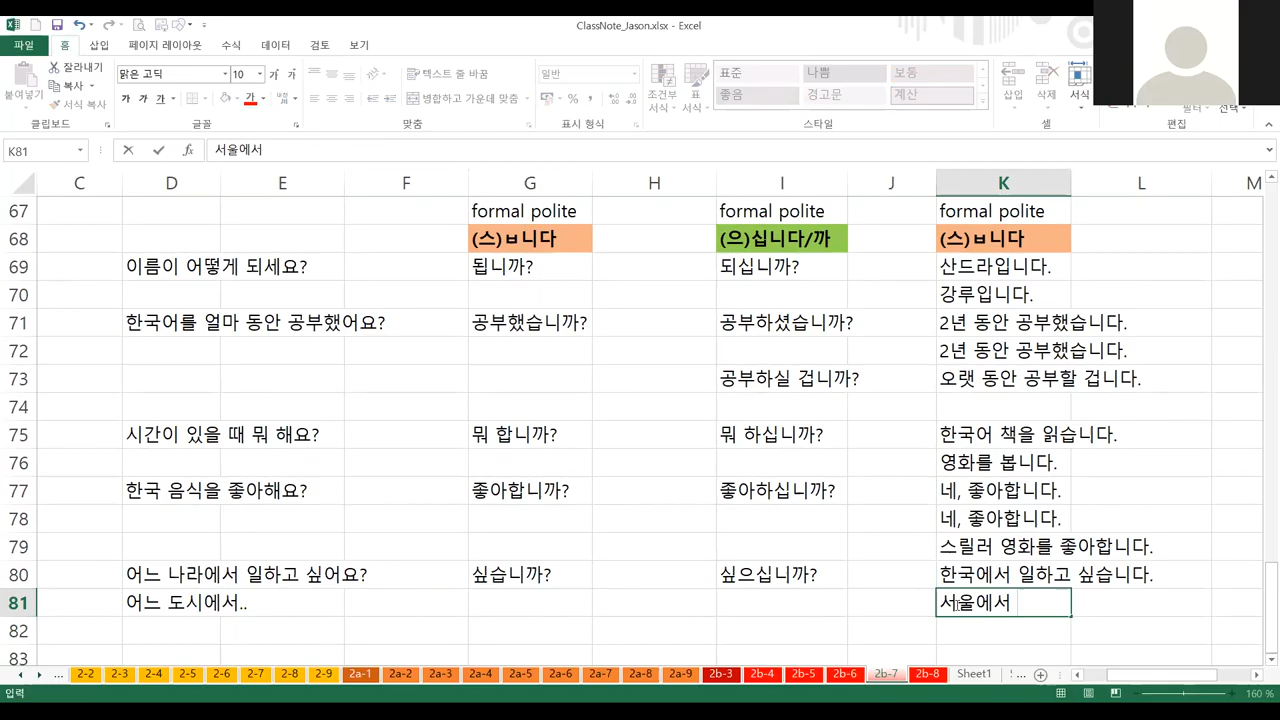 ClassNote_Jason.xlsx - Excel
파일 홈 삽입 페이지 레이아웃 수식 데이터 검토 보기
붙여넣기 잘라내기 복사 서식 복사
맑은 고딕 10 가 가
가 가 가 가
텍스트 줄 바꿈
병합하고 가운데 맞춤
일반
조건부 서식 표 서식
표준 나쁨 보통
좋음 경고문 계산
삽입 삭제 서식
클립보드 글꼴 맞춤 표시 형식 스타일 셀 편집
K81 fx 서울에서
C D E F G H I J K L M
67 formal polite formal polite formal polite
68 (스)ㅂ니다 (으)십니다/까 (스)ㅂ니다
69 이름이 어떻게 되세요? 됩니까? 되십니까? 산드라입니다.
70 강루입니다.
71 한국어를 얼마 동안 공부했어요? 공부했습니까? 공부하셨습니까? 2년 동안 공부했습니다.
72 2년 동안 공부했습니다.
73 공부하실 겁니까? 오랫 동안 공부할 겁니다.
74
75 시간이 있을 때 뭐 해요? 뭐 합니까? 뭐 하십니까? 한국어 책을 읽습니다.
76 영화를 봅니다.
77 한국 음식을 좋아해요? 좋아합니까? 좋아하십니까? 네, 좋아합니다.
78 네, 좋아합니다.
79 스릴러 영화를 좋아합니다.
80 어느 나라에서 일하고 싶어요? 싶습니까? 싶으십니까? 한국에서 일하고 싶습니다.
81 어느 도시에서.. 서울에서
82
83
... 2-2 2-3 2-4 2-5 2-6 2-7 2-8 2-9 2a-1 2a-2 2a-3 2a-4 2a-5 2a-6 2a-7 2a-8 2a-9 2b-3 2b-4 2b-5 2b-6 2b-7 2b-8 Sheet1 ...
입력 160 %